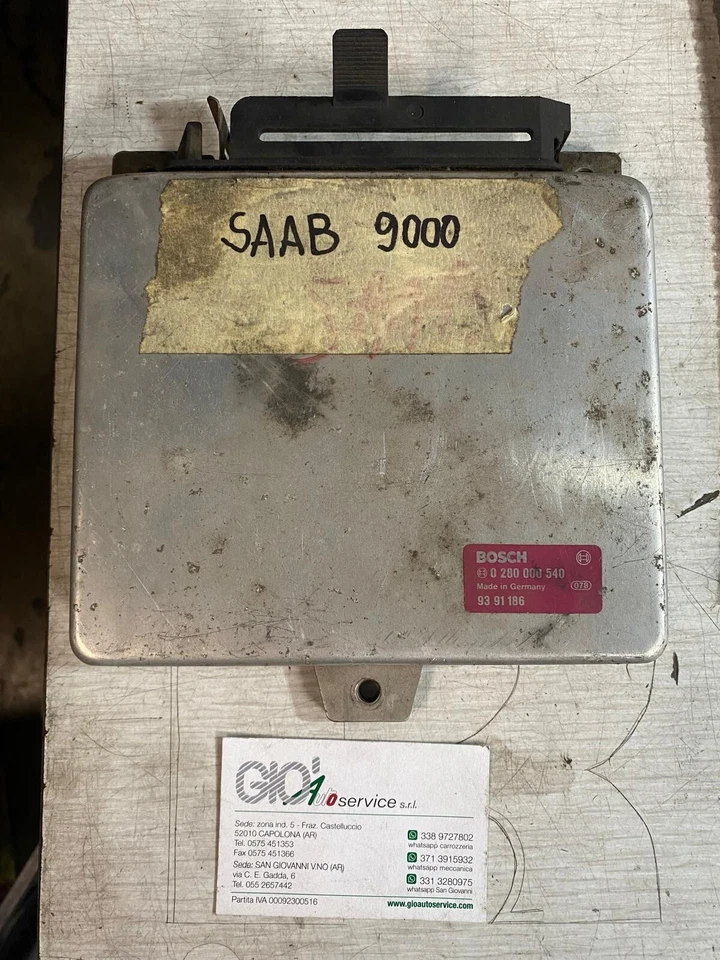 SAAB 9000
BOSCH
0 280 000 540
Made in Germany 07S
93 91 186
GIO' Auto service s.r.l.
Sede: zona ind. 5 - Fraz. Castelluccio
52010 CAPOLONA (AR)
Tel. 0575 451353
Fax 0575 451366
Sede: SAN GIOVANNI V.NO (AR)
via C. E. Gadda, 6
Tel. 055 2657442
Partita IVA 00092300516
338 9727802
whatsapp carrozzeria
371 3915932
whatsapp meccanica
331 3280975
whatsapp San Giovanni
www.gioautoservice.com